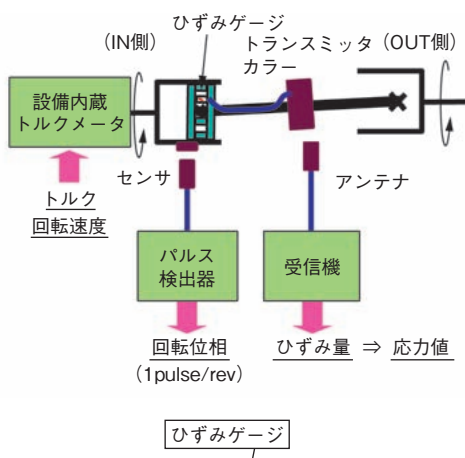 ひずみゲージ
(IN側)
トランスミッタ
カラー
(OUT側)
設備内蔵
トルクメータ
トルク
回転速度
センサ
アンテナ
パルス
検出器
受信機
回転位相
(1pulse/rev)
ひずみ量 ⇒ 応力値
ひずみゲージ